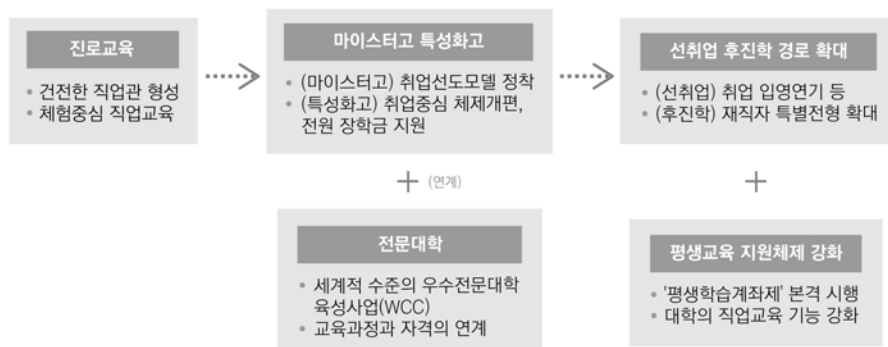 진로교육
• 건전한 직업관 형성
• 체험중심 직업교육
마이스터고 특성화고
• (마이스터고) 취업선도모델 정착
• (특성화고) 취업중심 체제개편,
전원 장학금 지원
선취업 후진학 경로 확대
• (선취업) 취업 입영연기 등
• (후진학) 재직자 특별전형 확대
+ (연계)
+
전문대학
• 세계적 수준의 우수전문대학
육성사업(WCC)
• 교육과정과 자격의 연계
평생교육 지원체제 강화
• '평생학습계좌제' 본격 시행
• 대학의 직업교육 기능 강화